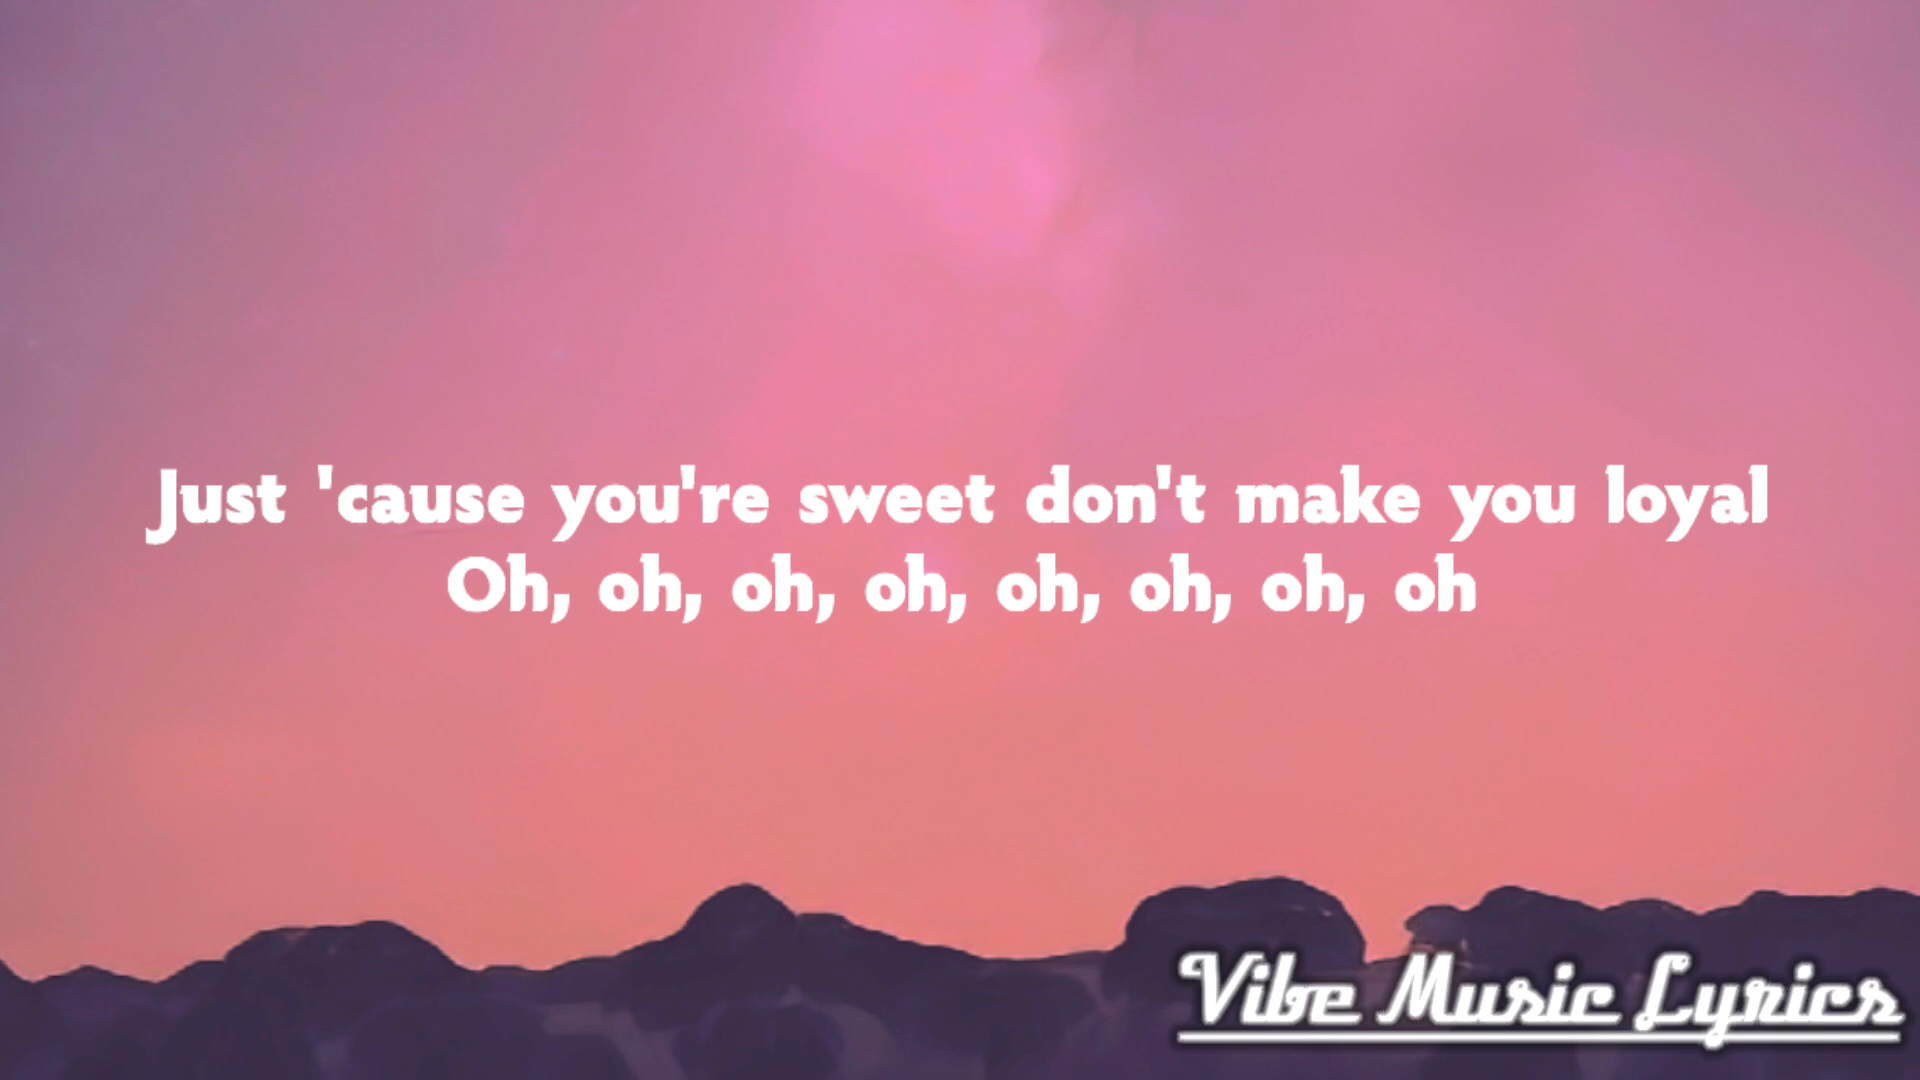 Just 'cause you're sweet don't make you loyal
Oh, oh, oh, oh, oh, oh, oh, oh
Vibe Music Lyrics